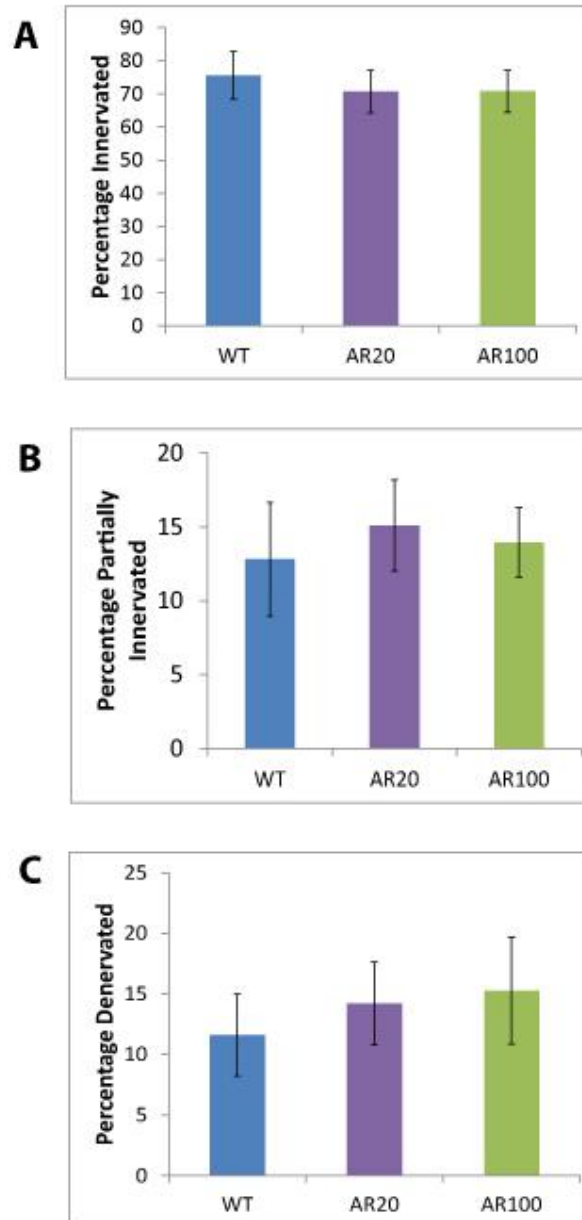 A
Percentage Innervated
90
80
70
60
50
40
30
20
10
0
WT AR20 AR100
B
Percentage Partially
Innervated
20
15
10
5
0
WT AR20 AR100
C
Percentage Denervated
25
20
15
10
5
0
WT AR20 AR100